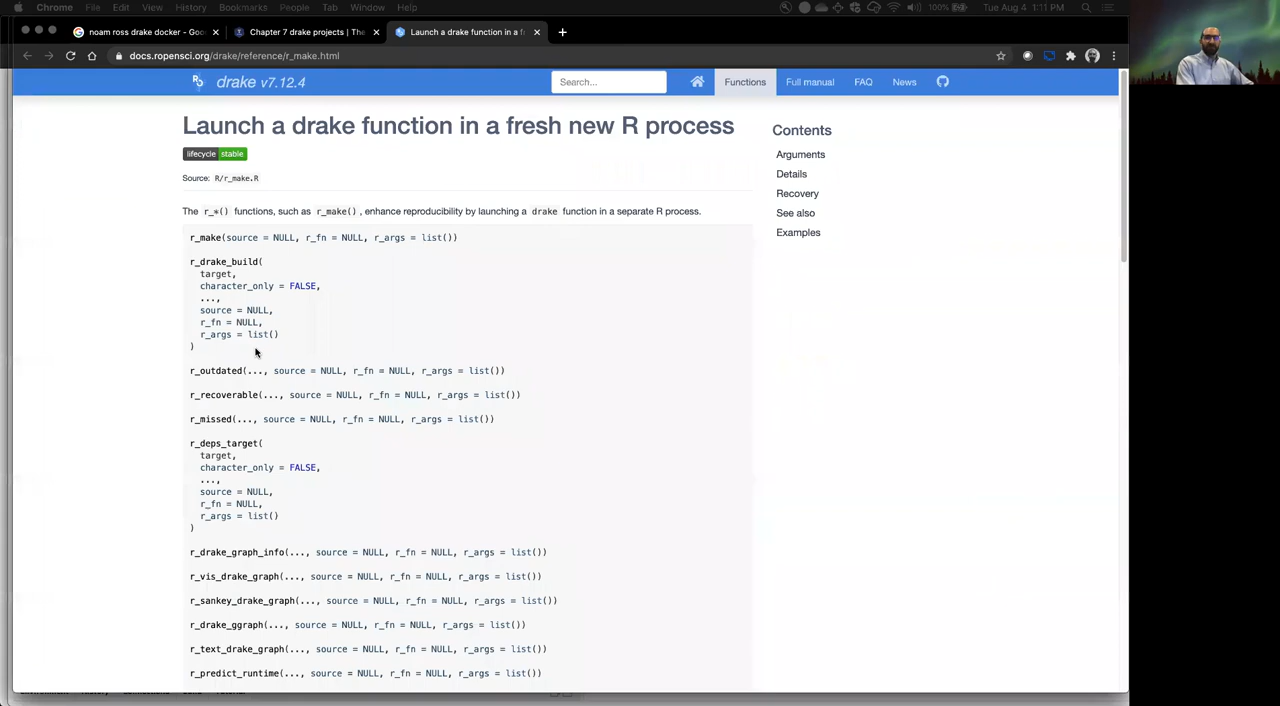 Chrome File Edit View History Bookmarks People Tab Window Help 100% Tue Aug 4 1:11 PM
noam ross drake docker - Goo
Chapter 7 drake projects | The
Launch a drake function in a f
docs.ropensci.org/drake/reference/r_make.html
drake v7.12.4
Search...
Functions
Full manual
FAQ
News
Launch a drake function in a fresh new R process
lifecycle stable
Source: R/r_make.R
The r_*() functions, such as r_make(), enhance reproducibility by launching a drake function in a separate R process.
r_make(source = NULL, r_fn = NULL, r_args = list())
r_drake_build(
target,
character_only = FALSE,
...,
source = NULL,
r_fn = NULL,
r_args = list()
)
r_outdated(..., source = NULL, r_fn = NULL, r_args = list())
r_recoverable(..., source = NULL, r_fn = NULL, r_args = list())
r_missed(..., source = NULL, r_fn = NULL, r_args = list())
r_deps_target(
target,
character_only = FALSE,
...,
source = NULL,
r_fn = NULL,
r_args = list()
)
r_drake_graph_info(..., source = NULL, r_fn = NULL, r_args = list())
r_vis_drake_graph(..., source = NULL, r_fn = NULL, r_args = list())
r_sankey_drake_graph(..., source = NULL, r_fn = NULL, r_args = list())
r_drake_ggraph(..., source = NULL, r_fn = NULL, r_args = list())
r_text_drake_graph(..., source = NULL, r_fn = NULL, r_args = list())
r_predict_runtime(..., source = NULL, r_fn = NULL, r_args = list())
Contents
Arguments
Details
Recovery
See also
Examples